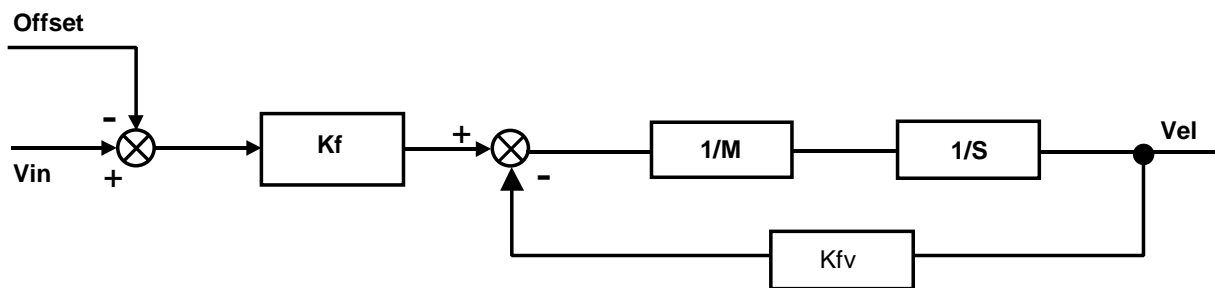 Offset
-
Vin
+
Kf
+
-
1/M
1/S
Vel
Kfv